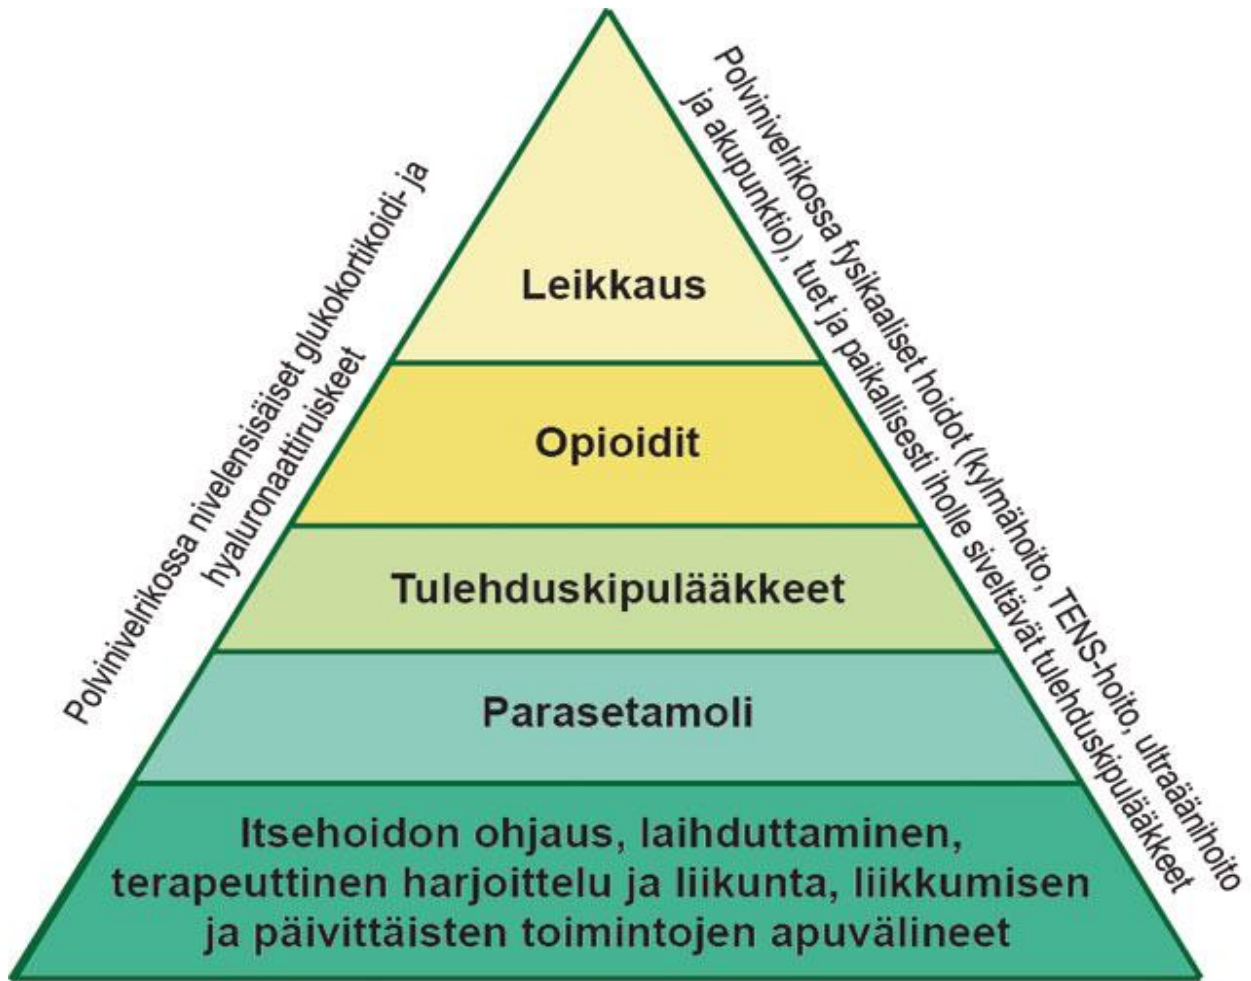 Polvinivelrikossa nivelensisäiset glukokortikoidi- ja
hyaluronaattiruiskeet
Polvinivelrikossa fysikaaliset hoidot (kylmähoito, TENS-hoito, ultraäänihoito
ja akupunktio), tuet ja paikallisesti iholle siveltävät tulehduskipulääkkeet
Leikkaus
Opioidit
Tulehduskipulääkkeet
Parasetamoli
Itsehoidon ohjaus, laihduttaminen,
terapeuttinen harjoittelu ja liikunta, liikkumisen
ja päivittäisten toimintojen apuvälineet